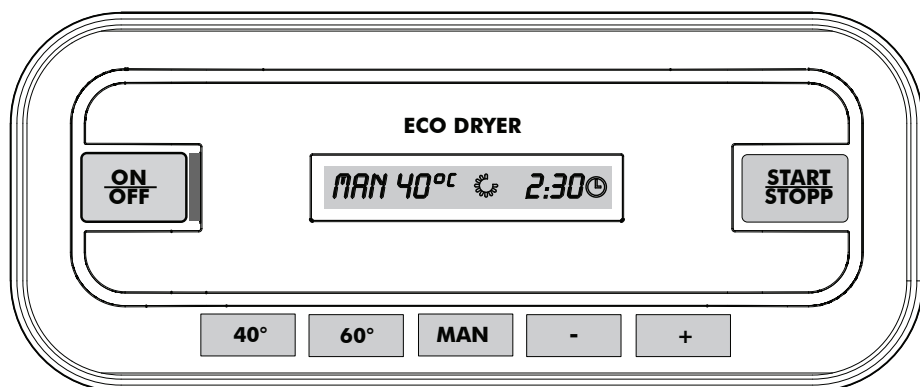 ECO DRYER
ON
OFF
MAN 40°C 2:30
START
STOPP
40° 60° MAN - +